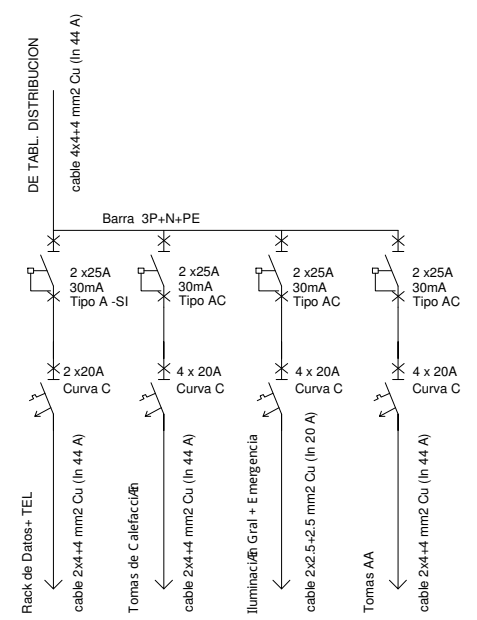 DE TABL. DISTRIBUCION
cable 4x4+4 mm2 Cu (In 44 A)
Barra 3P+N+PE
2 x25A
30mA
Tipo A -SI
2 x25A
30mA
Tipo AC
2 x25A
30mA
Tipo AC
2 x25A
30mA
Tipo AC
2 x20A
Curva C
4 x 20A
Curva C
4 x 20A
Curva C
4 x 20A
Curva C
Rack de Datos+ TEL
cable 2x4+4 mm2 Cu (In 44 A)
Tomas de
cable 2x4+4 mm2 Cu (In 44 A)
Gral + Emergencia
cable 2x2.5+2.5 mm2 Cu (In 20 A)
Tomas AA
cable 2x4+4 mm2 Cu (In 44 A)